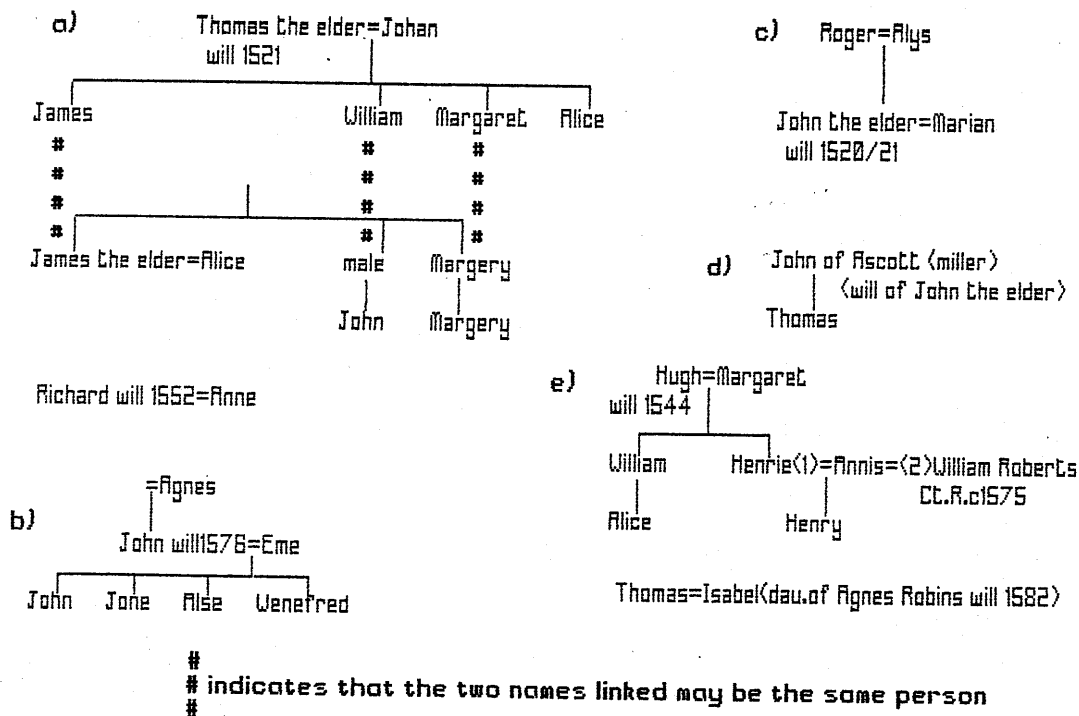 a) Thomas the elder=Johan
will 1521
James William Margaret Alice
# # #
# # #
# # #
# # #
James the elder=Alice male Margery
John Margery
c) Roger=Alys
John the elder=Marian
will 1520/21
d) John of Ascott (miller)
(will of John the elder)
Thomas
Richard will 1552=Anne
b) =Agnes
John will1576=Eme
John Jone Alse Wenefred
e) Hugh=Margaret
will 1544
William Henrie(1)=Annis=(2)William Roberts
Ct.R.c1575
Alice Henry
Thomas=Isabel(dau.of Agnes Robins will 1582)
#
# indicates that the two names linked may be the same person
#